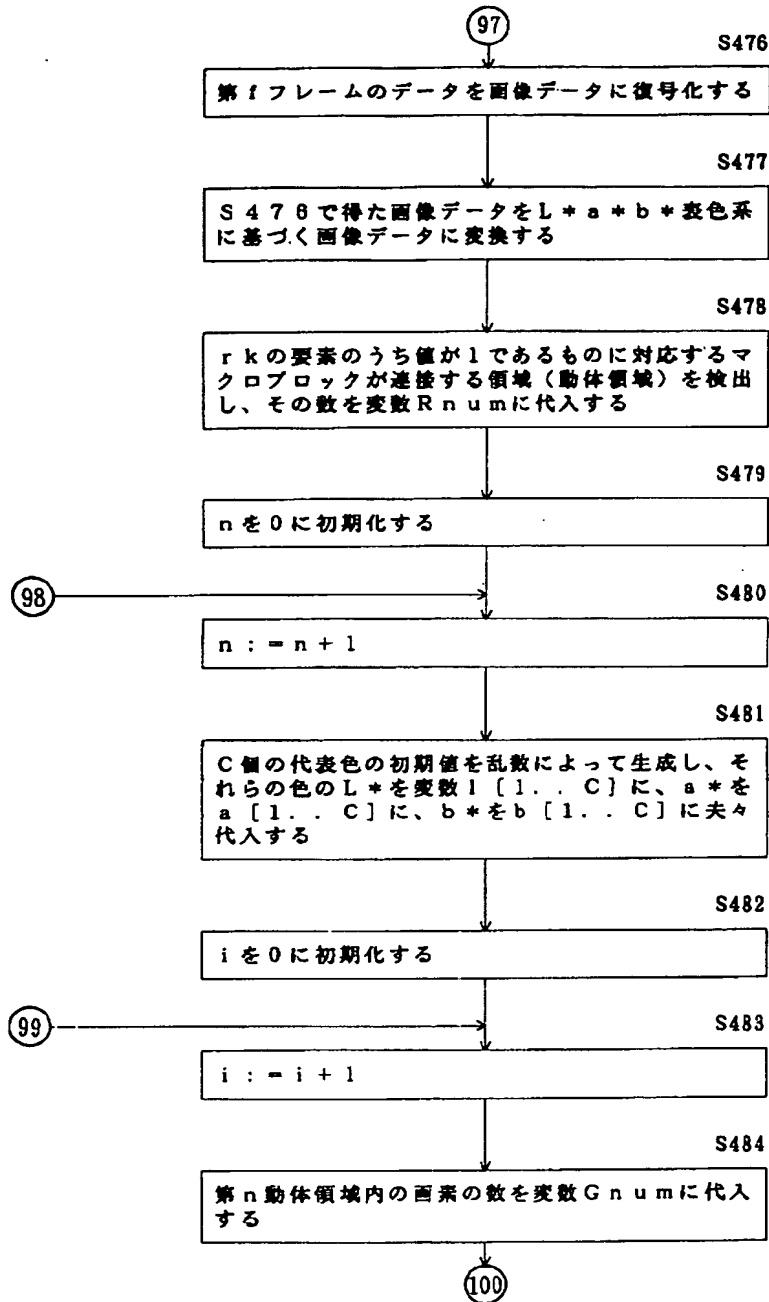 97
S476
第fフレームのデータを画像データに復号化する
S477
S476で得た画像データをL*a*b*表色系
に基づく画像データに変換する
S478
rkの要素のうち値が1であるものに対応するマ
クロブロックが連接する領域（動体領域）を検出
し、その数を変数Rnumに代入する
S479
nを0に初期化する
98
S480
n:=n+1
S481
C個の代表色の初期値を乱数によって生成し、そ
れらの色のL*を変数l[1..C]に、a*を
a[1..C]に、b*をb[1..C]に夫々
代入する
S482
iを0に初期化する
99
S483
i:=i+1
S484
第n動体領域内の画素の数を変数Gnumに代入
する
100